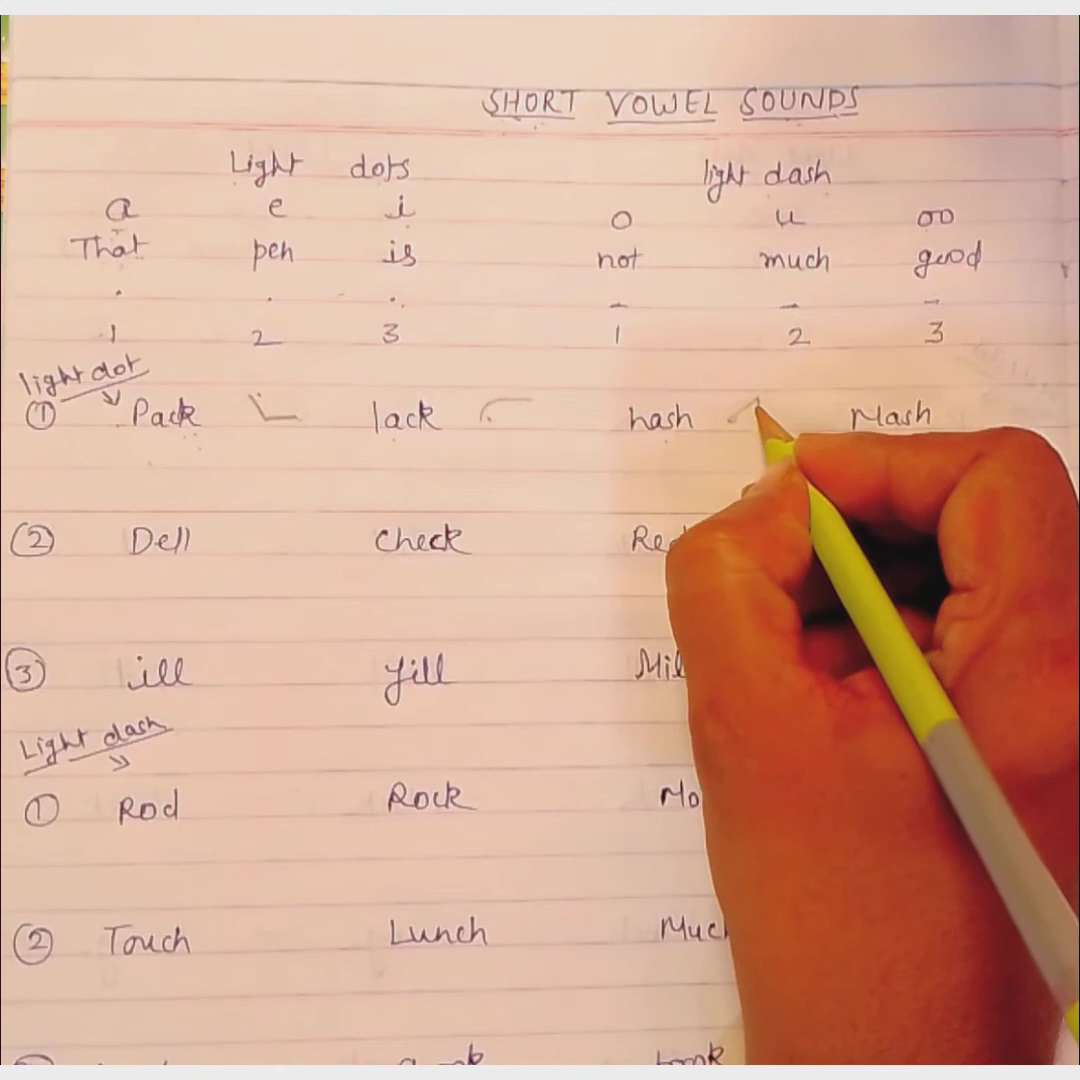 SHORT VOWEL SOUNDS
Light dots light dash
a e i o u oo
That pen is not much good
. . . - - -
1 2 3 1 2 3
light dot
① Pack lack hash Mash
② Dell Check
③ ill Jill
Light dash
① Rod Rock
② Touch Lunch